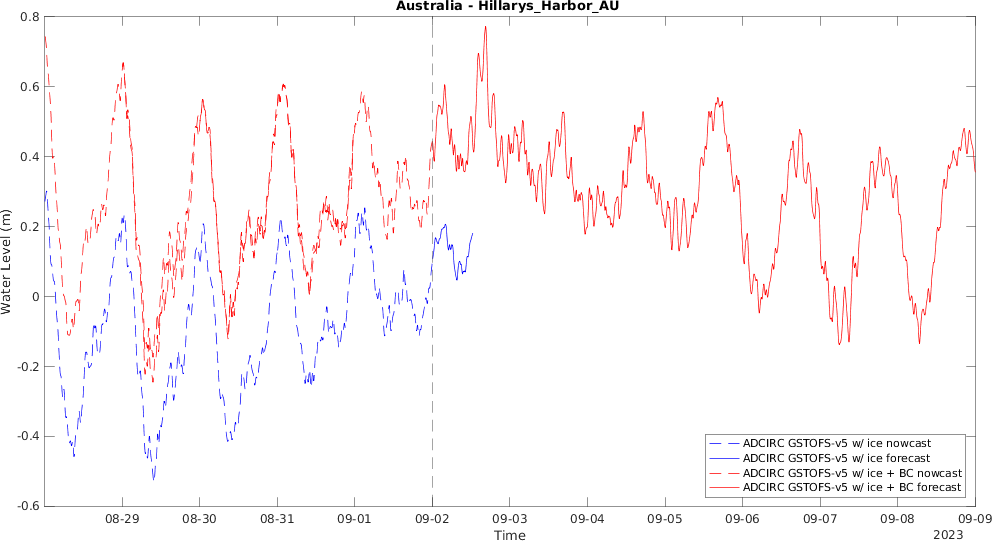 Australia - Hillarys_Harbor_AU
Water Level (m)
0.8
0.6
0.4
0.2
0
-0.2
-0.4
-0.6
ADCIRC GSTOFS-v5 w/ ice nowcast
ADCIRC GSTOFS-v5 w/ ice forecast
ADCIRC GSTOFS-v5 w/ ice + BC nowcast
ADCIRC GSTOFS-v5 w/ ice + BC forecast
08-29 08-30 08-31 09-01 09-02 09-03 09-04 09-05 09-06 09-07 09-08 09-09
Time
2023